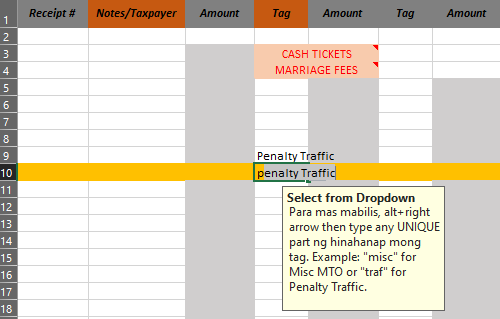 Receipt # Notes/Taxpayer Amount Tag Amount Tag Amount
1
2
3 CASH TICKETS
4 MARRIAGE FEES
5
6
7
8
9 Penalty Traffic
10 penalty Traffic
11
Select from Dropdown
12 Para mas mabilis, alt+right
13 arrow then type any UNIQUE
14 part ng hinahanap mong
15 tag. Example: "misc" for
16 Misc MTO or "traf" for
17 Penalty Traffic.
18